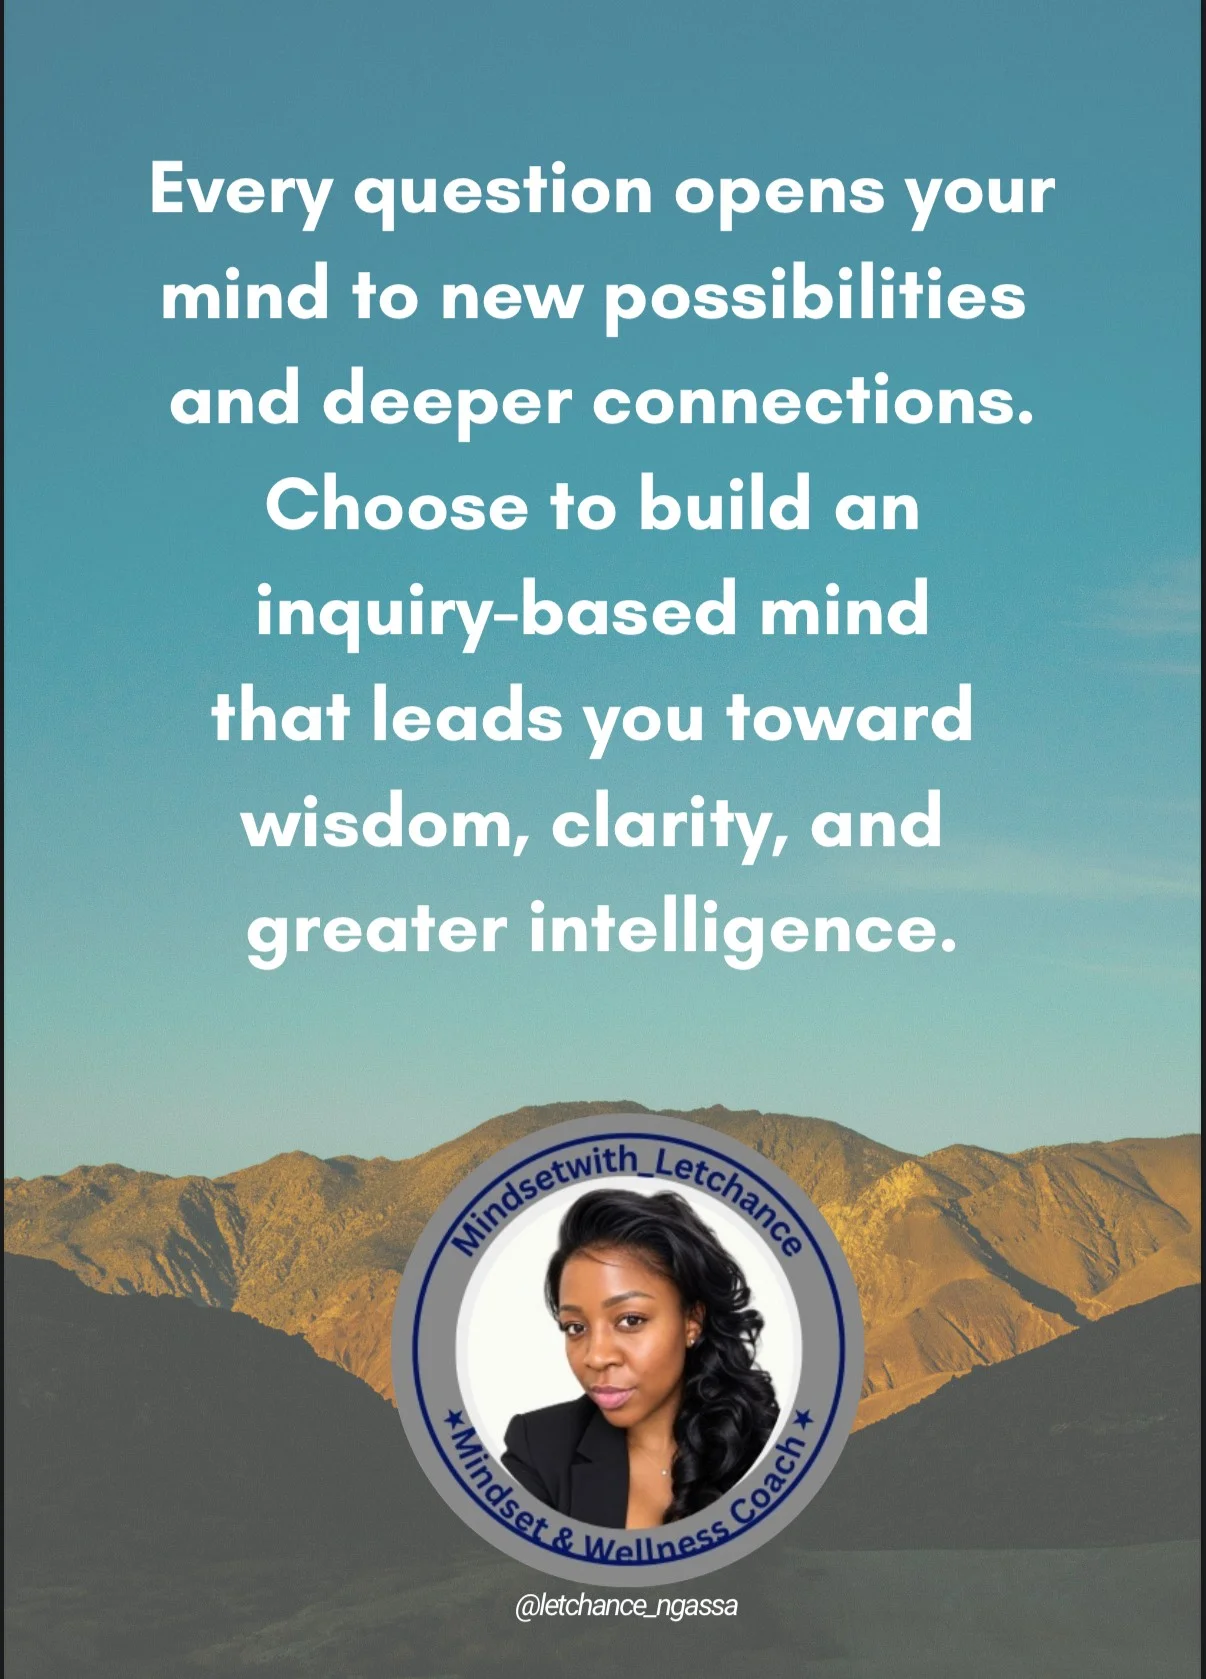 Every question opens your
mind to new possibilities
and deeper connections.
Choose to build an
inquiry-based mind
that leads you toward
wisdom, clarity, and
greater intelligence.
Mindsetwith_Letchance
★Mindset & Wellness Coach★
@letchance_ngassa